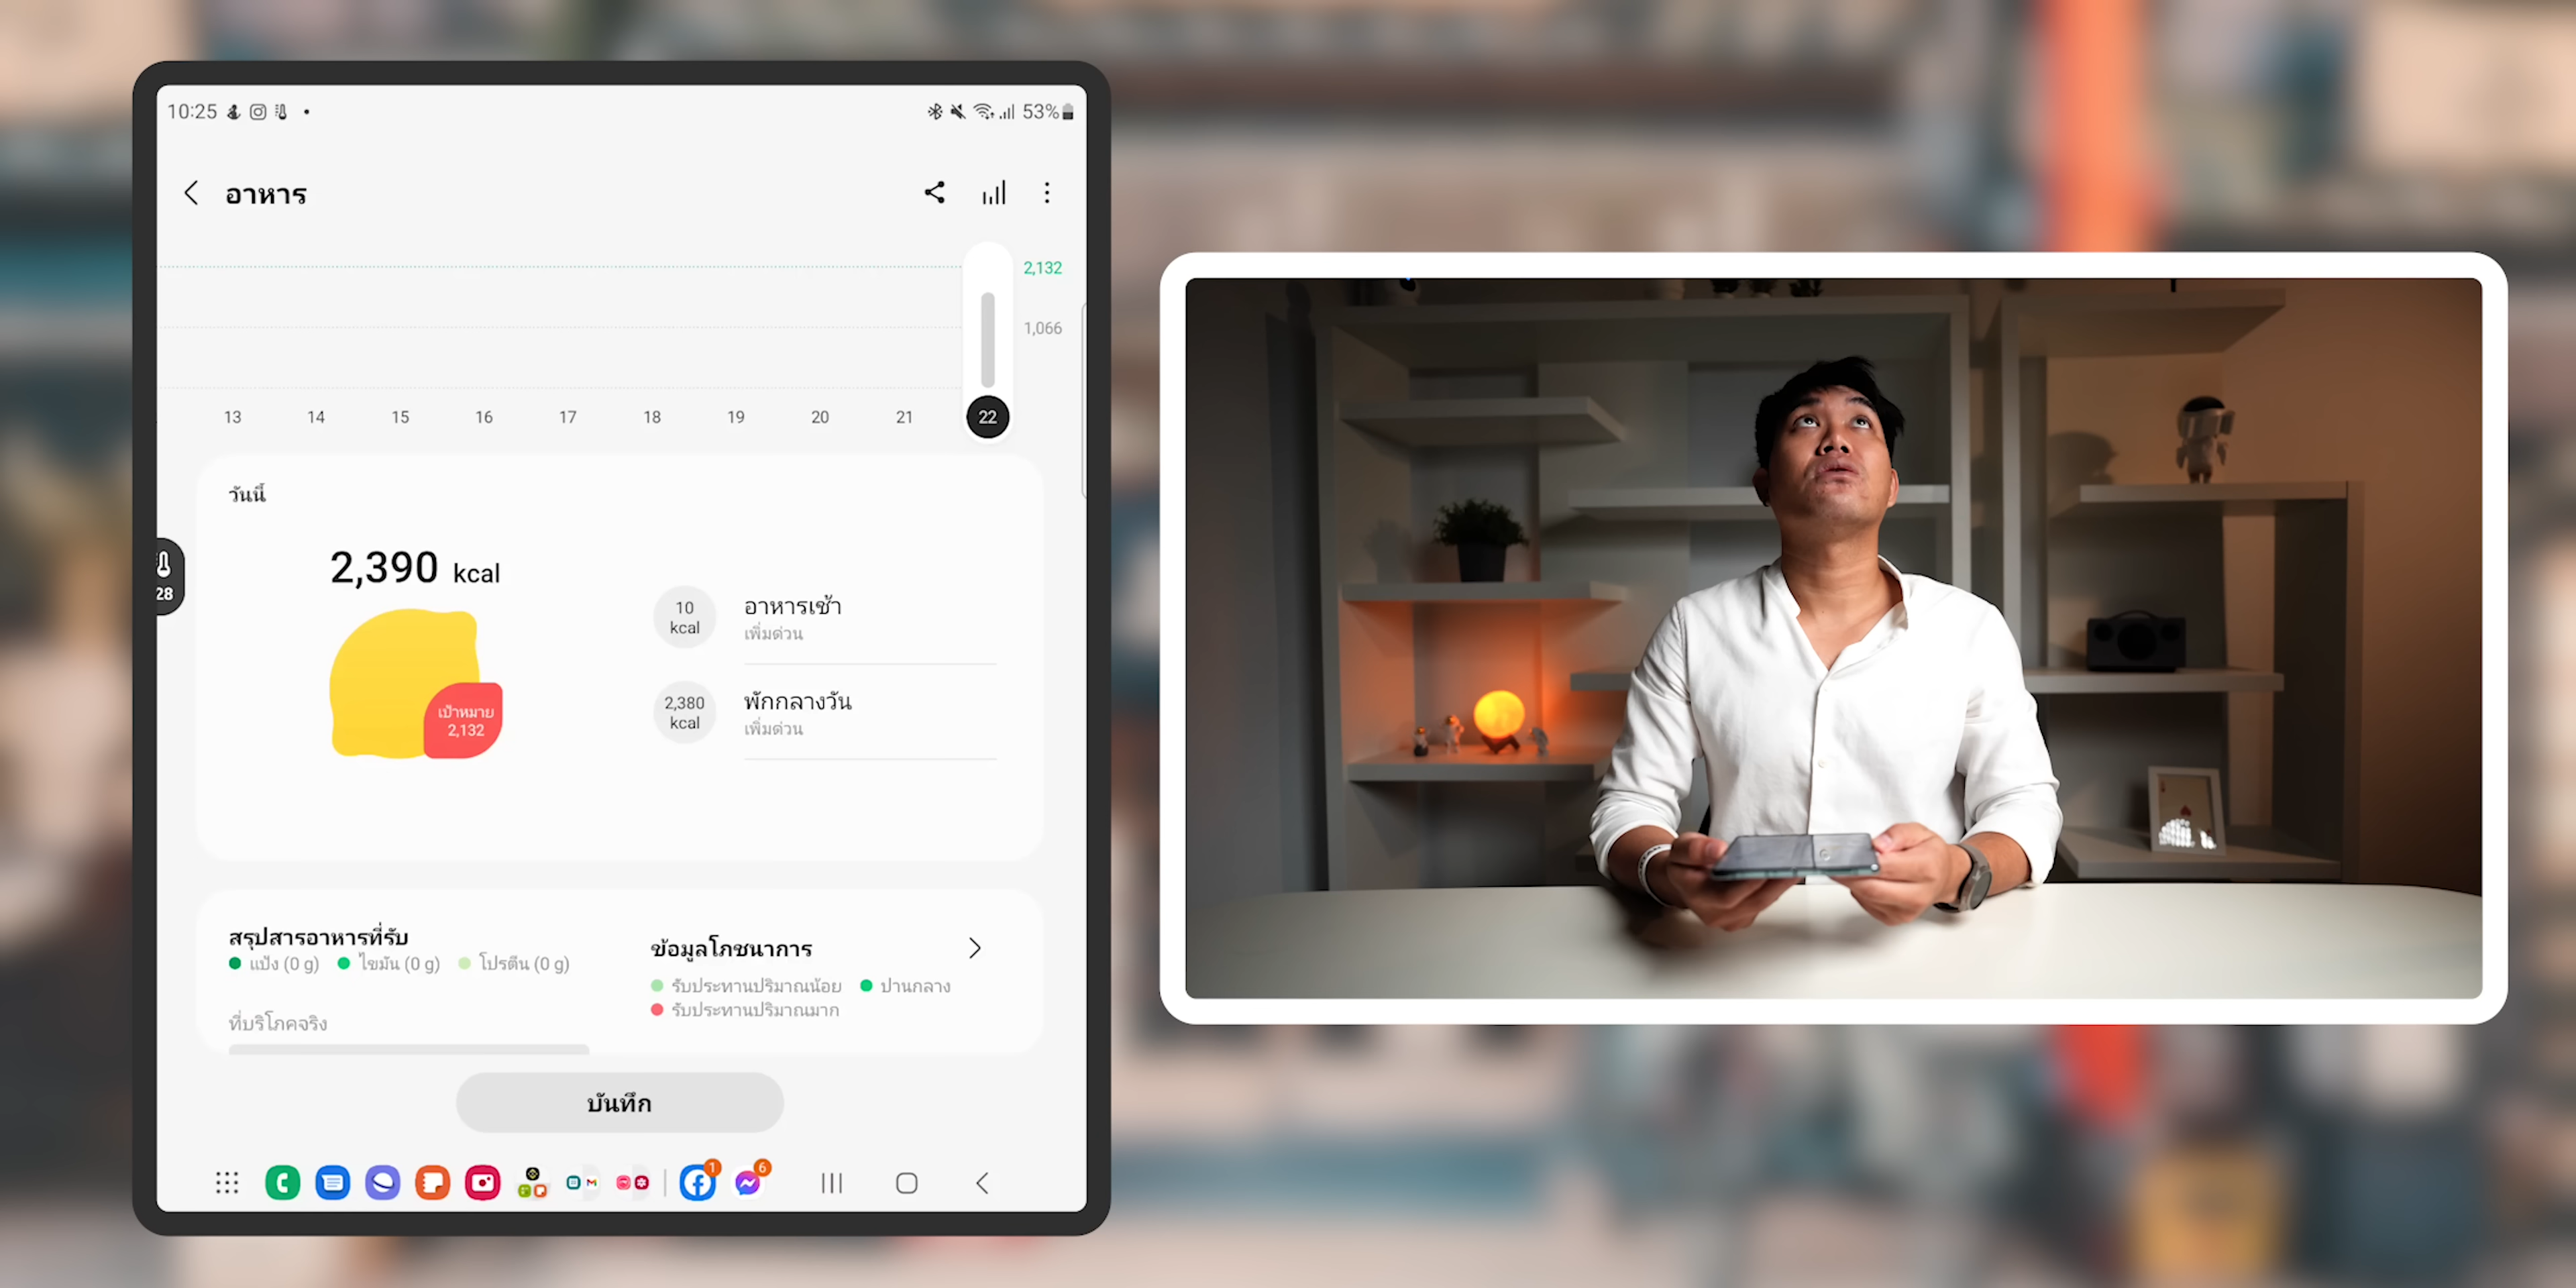 10:25
53%
อาหาร
2,132
1,066
13 14 15 16 17 18 19 20 21 22
วันนี้
2,390 kcal
เป้าหมาย
2,132
10
kcal
อาหารเช้า
เพิ่มด่วน
2,380
kcal
พักกลางวัน
เพิ่มด่วน
28
สรุปสารอาหารที่รับ
แป้ง (0 g) ไขมัน (0 g) โปรตีน (0 g)
ที่บริโภคจริง
ข้อมูลโภชนาการ
รับประทานปริมาณน้อย ปานกลาง
รับประทานปริมาณมาก
บันทึก
1
6